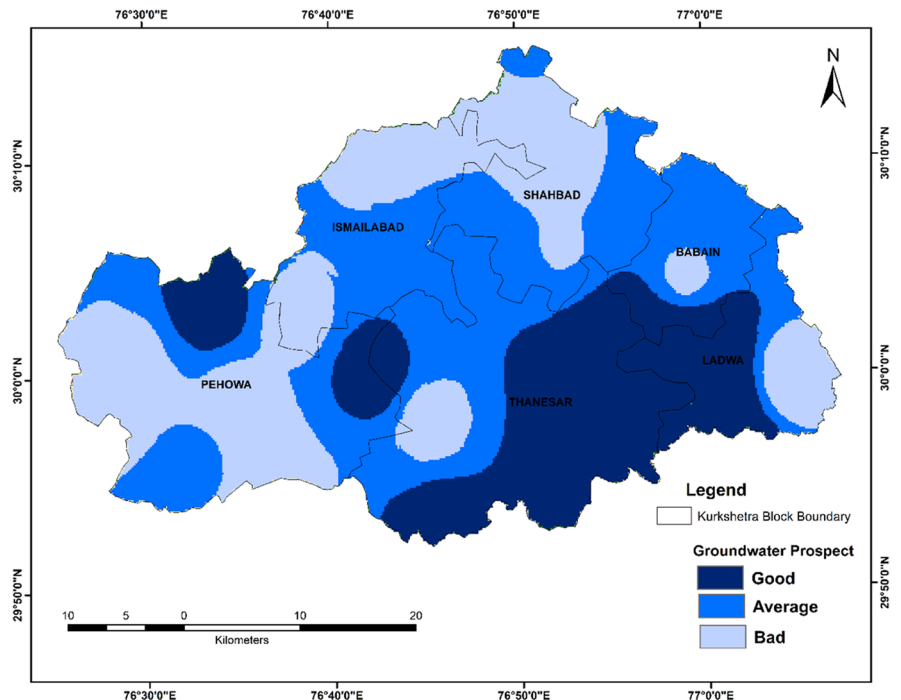 76°30'0"E 76°40'0"E 76°50'0"E 77°0'0"E
N
30°10'0"N
30°10'0"N
SHAHBAD
ISMAILABAD
BABAIN
30°0'0"N
30°0'0"N
LADWA
PEHOWA
THANESAR
Legend
Kurkshetra Block Boundary
Groundwater Prospect
Good
Average
Bad
29°50'0"N
29°50'0"N
10 5 0 10 20
Kilometers
76°30'0"E 76°40'0"E 76°50'0"E 77°0'0"E